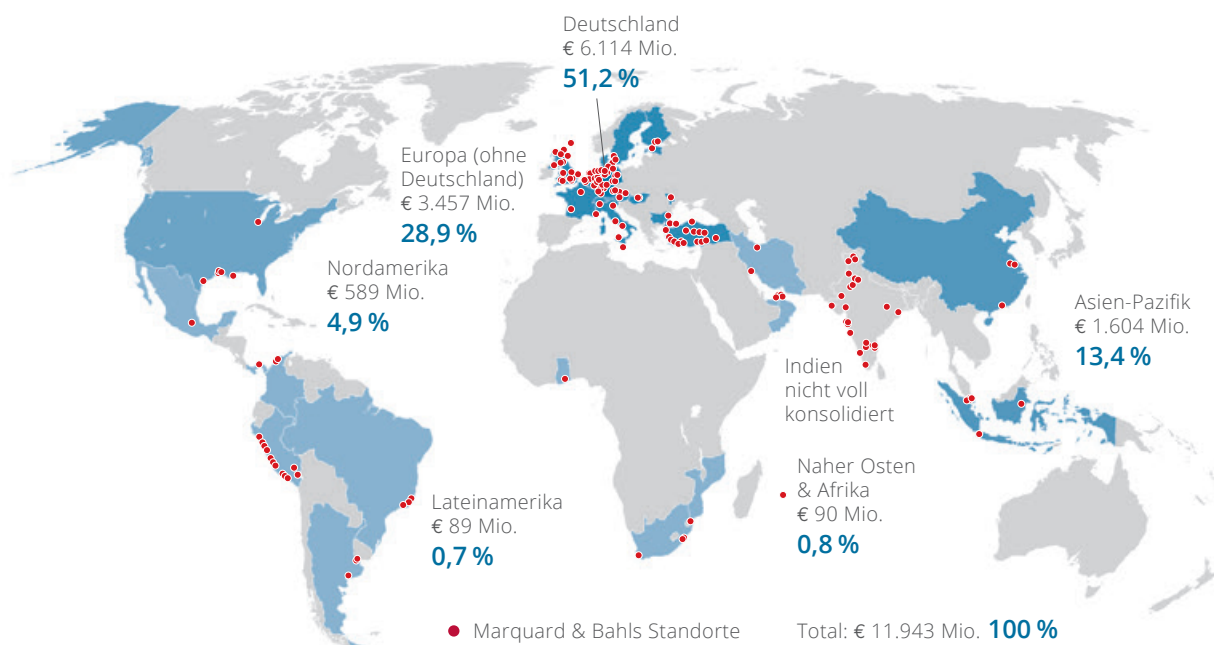 Deutschland
€ 6.114 Mio.
51,2 %
Europa (ohne
Deutschland)
€ 3.457 Mio.
28,9 %
Nordamerika
€ 589 Mio.
4,9 %
Asien-Pazifik
€ 1.604 Mio.
13,4 %
Indien
nicht voll
konsolidiert
Naher Osten
& Afrika
€ 90 Mio.
0,8 %
Lateinamerika
€ 89 Mio.
0,7 %
Marquard & Bahls Standorte
Total: € 11.943 Mio. 100 %